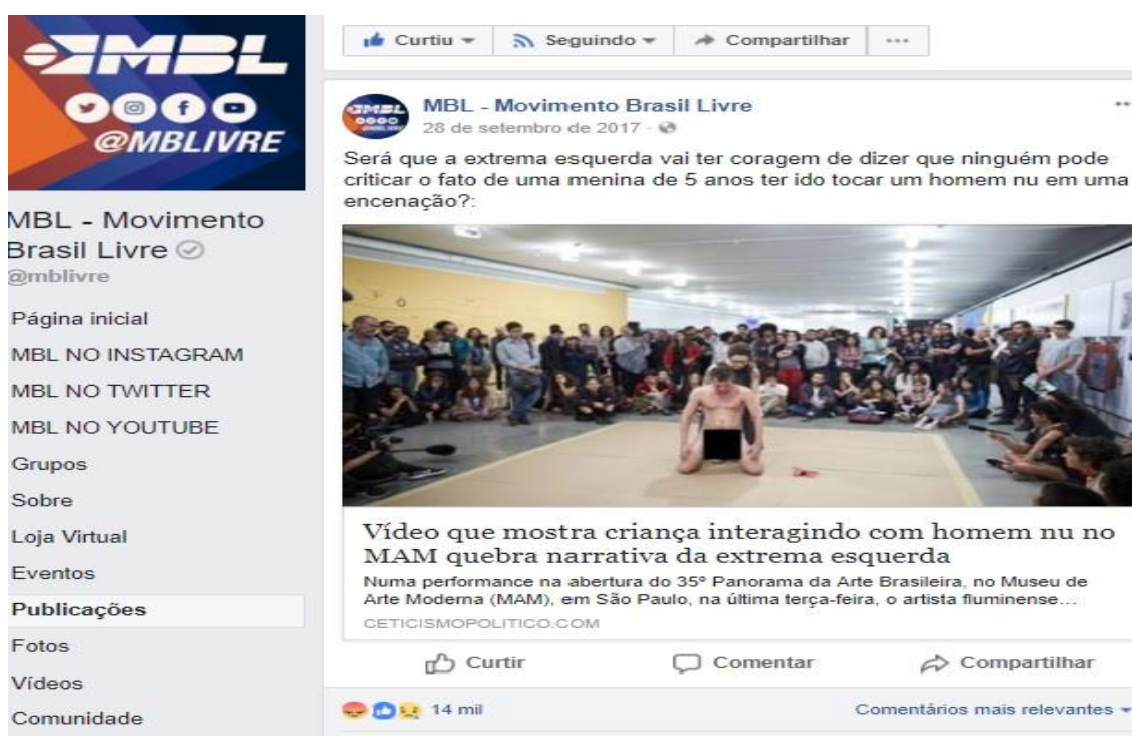 MBL
@MBLIVRE
MBL - Movimento
Brasil Livre
@mblivre
Página inicial
MBL NO INSTAGRAM
MBL NO TWITTER
MBL NO YOUTUBE
Grupos
Sobre
Loja Virtual
Eventos
Publicações
Fotos
Vídeos
Comunidade
Curtiu
Seguindo
Compartilhar
MBL
MBL - Movimento Brasil Livre
28 de setembro de 2017 ·
Será que a extrema esquerda vai ter coragem de dizer que ninguém pode
criticar o fato de uma menina de 5 anos ter ido tocar um homem nu em uma
encenação?:
Vídeo que mostra criança interagindo com homem nu no
MAM quebra narrativa da extrema esquerda
Numa performance na abertura do 35º Panorama da Arte Brasileira, no Museu de
Arte Moderna (MAM), em São Paulo, na última terça-feira, o artista fluminense...
CETICISMOPOLITICO.COM
Curtir
Comentar
Compartilhar
14 mil
Comentários mais relevantes